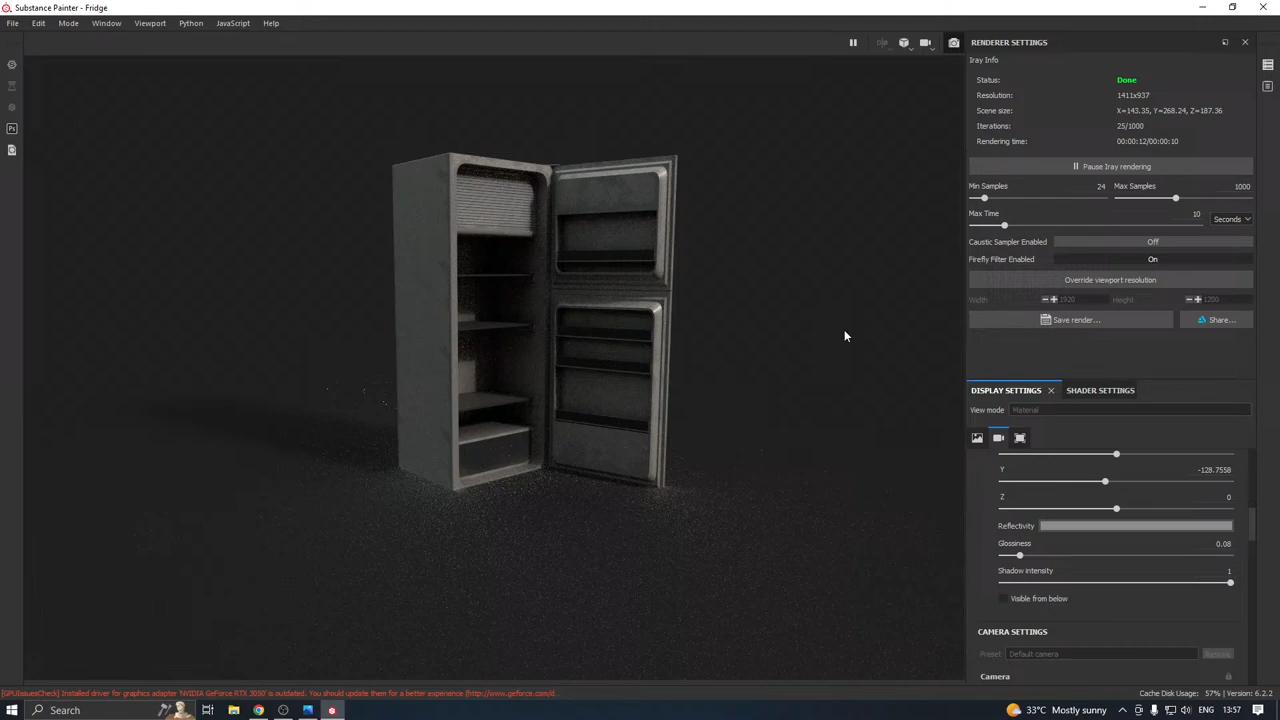 Substance Painter - Fridge
File Edit Mode Window Viewport Python JavaScript Help
RENDERER SETTINGS
Iray Info
Status: Done
Resolution: 1411x937
Scene size: X=143.35, Y=268.24, Z=187.36
Iterations: 25/1000
Rendering time: 00:00:12/00:00:10
Pause Iray rendering
Min Samples 24 Max Samples 1000
Max Time 10 Seconds
Caustic Sampler Enabled Off
Firefly Filter Enabled On
Override viewport resolution
Width 1920 Height 1200
Save render... Share...
DISPLAY SETTINGS SHADER SETTINGS
View mode Material
Y -128.7558
Z 0
Reflectivity
Glossiness 0.08
Shadow intensity 1
Visible from below
CAMERA SETTINGS
Preset Default camera Remove
Camera
[GPUIssuesCheck] Installed driver for graphics adapter 'NVIDIA GeForce RTX 3050' is outdated. You should update them for a better experience (http://www.geforce.com/d...
Cache Disk Usage: 57% | Version: 6.2.2
Search
Ps
33°C Mostly sunny ENG 13:57